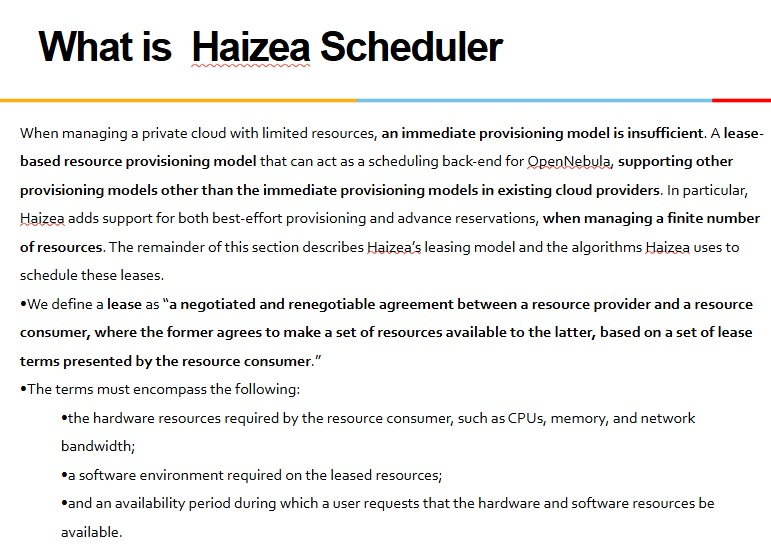 What is  Haizea Scheduler
When managing a private cloud with limited resources, an immediate provisioning model is insufficient. A lease-
based resource provisioning model that can act as a scheduling back-end for OpenNebula, supporting other
provisioning models other than the immediate provisioning models in existing cloud providers. In particular,
Haizea adds support for both best-effort provisioning and advance reservations, when managing a finite number
of resources. The remainder of this section describes Haizea’s leasing model and the algorithms Haizea uses to
schedule these leases.
•We define a lease as “a negotiated and renegotiable agreement between a resource provider and a resource
consumer, where the former agrees to make a set of resources available to the latter, based on a set of lease
terms presented by the resource consumer.”
•The terms must encompass the following:
•the hardware resources required by the resource consumer, such as CPUs, memory, and network
bandwidth;
•a software environment required on the leased resources;
•and an availability period during which a user requests that the hardware and software resources be
available.